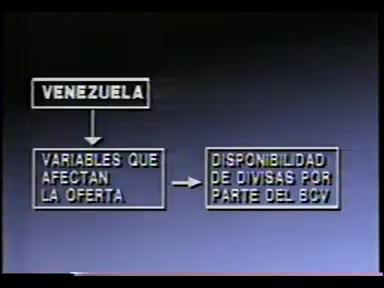 VENEZUELA
VARIABLES QUE
AFECTAN
LA OFERTA
DISPONIBILIDAD
DE DIVISAS POR
PARTE DEL BCV